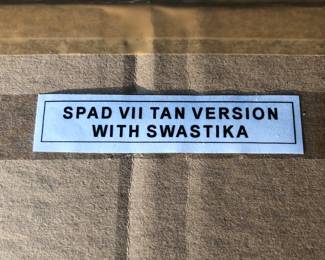 SPAD VII TAN VERSION
WITH SWASTIKA